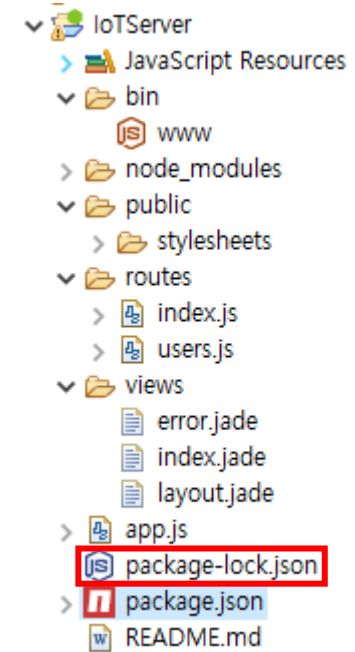 IoTServer
JavaScript Resources
bin
www
node_modules
public
stylesheets
routes
index.js
users.js
views
error.jade
index.jade
layout.jade
app.js
package-lock.json
package.json
README.md